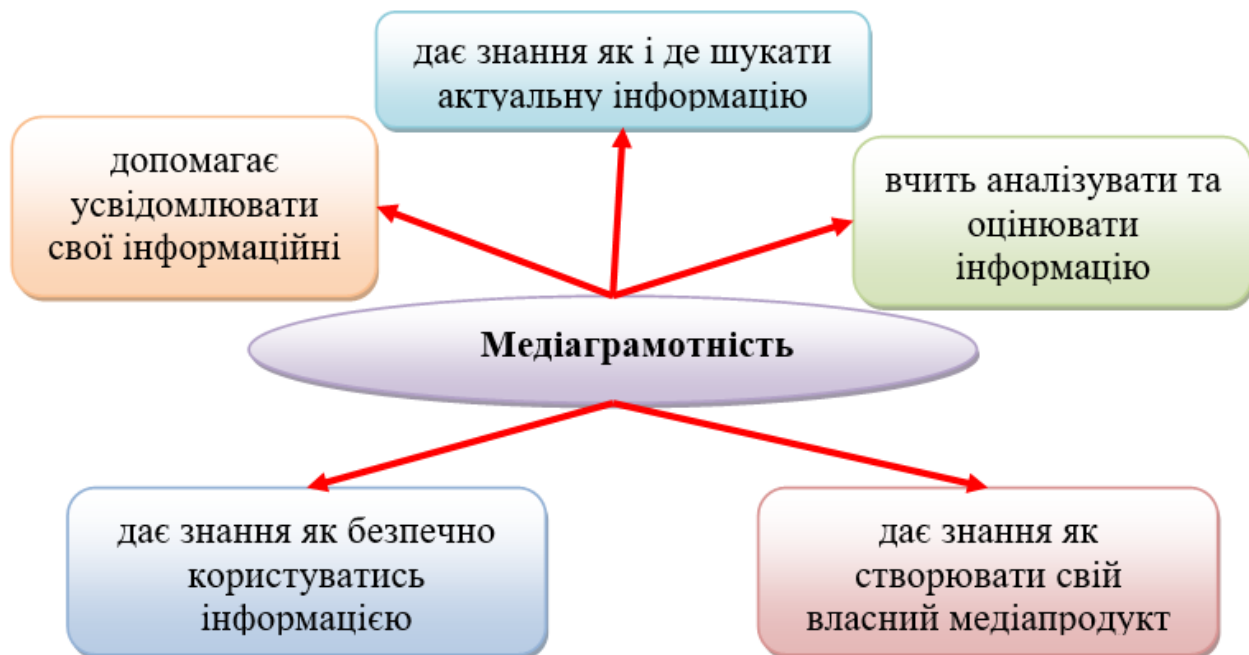 дає знання як і де шукати
актуальну інформацію
допомагає
усвідомлювати
свої інформаційні
вчить аналізувати та
оцінювати
інформацію
Медіаграмотність
дає знання як безпечно
користуватись
інформацією
дає знання як
створювати свій
власний медіапродукт